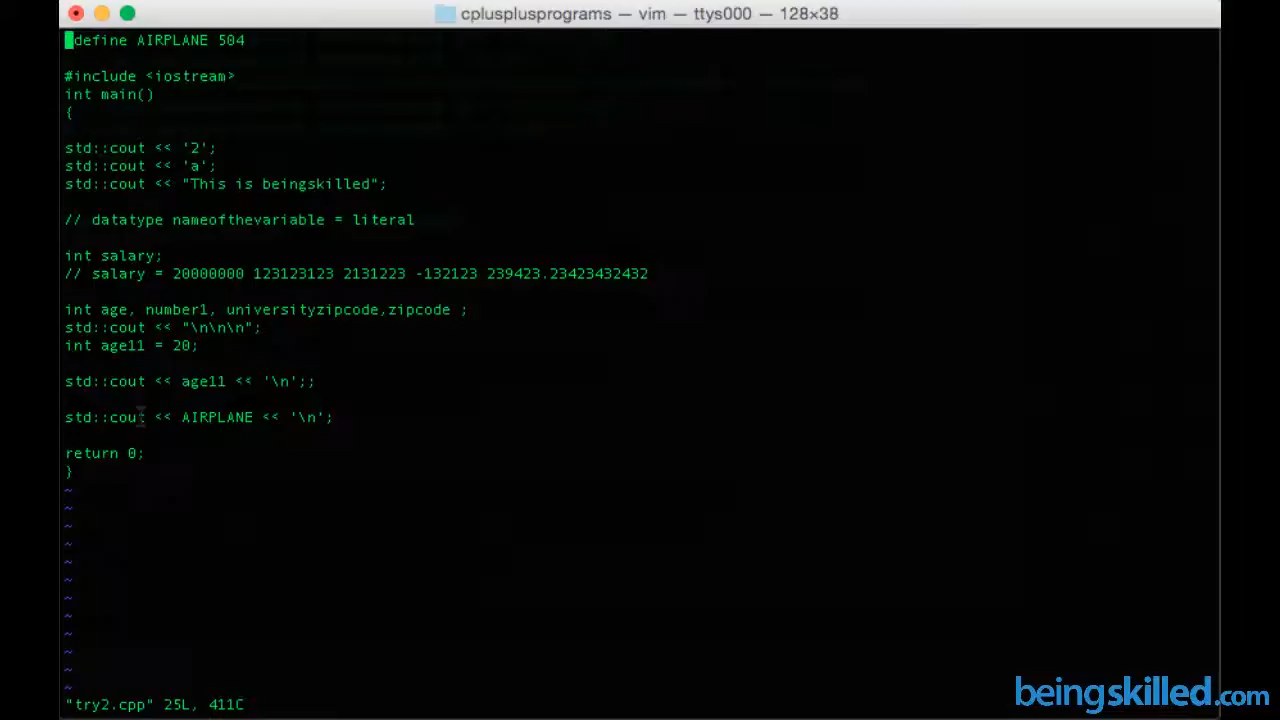 cplusplusprograms — vim — ttys000 — 128×38
define AIRPLANE 504
#include <iostream>
int main()
{
std::cout << '2';
std::cout << 'a';
std::cout << "This is beingskilled";
// datatype nameofthevariable = literal
int salary;
// salary = 20000000 123123123 2131223 -132123 239423.23423432432
int age, number1, universityzipcode,zipcode ;
std::cout << "\n\n\n";
int age11 = 20;
std::cout << age11 << '\n';;
std::cout << AIRPLANE << '\n';
return 0;
}
~
~
~
~
~
~
~
~
~
~
~
~
"try2.cpp" 25L, 411C
beingskilled.com